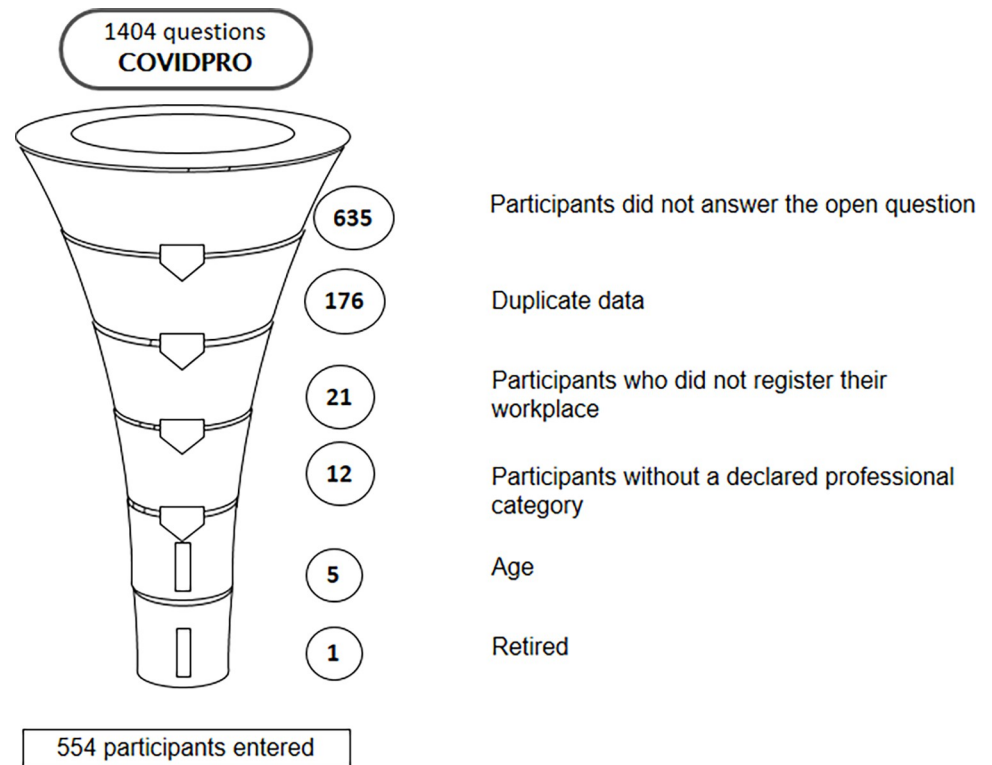 1404 questions
COVIDPRO
635
Participants did not answer the open question
176
Duplicate data
21
Participants who did not register their
workplace
12
Participants without a declared professional
category
5
Age
1
Retired
554 participants entered